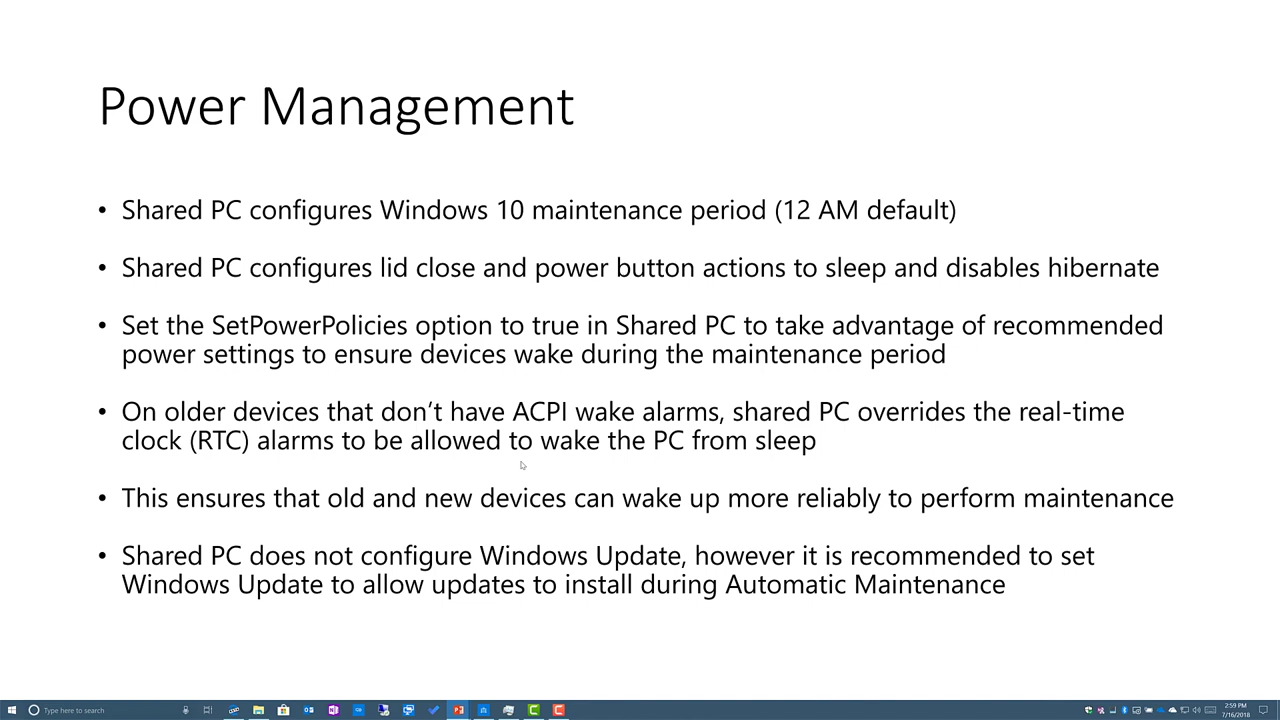 Power Management
• Shared PC configures Windows 10 maintenance period (12 AM default)
• Shared PC configures lid close and power button actions to sleep and disables hibernate
• Set the SetPowerPolicies option to true in Shared PC to take advantage of recommended
power settings to ensure devices wake during the maintenance period
• On older devices that don’t have ACPI wake alarms, shared PC overrides the real-time
clock (RTC) alarms to be allowed to wake the PC from sleep
• This ensures that old and new devices can wake up more reliably to perform maintenance
• Shared PC does not configure Windows Update, however it is recommended to set
Windows Update to allow updates to install during Automatic Maintenance
Type here to search
2:59 PM
7/16/2018